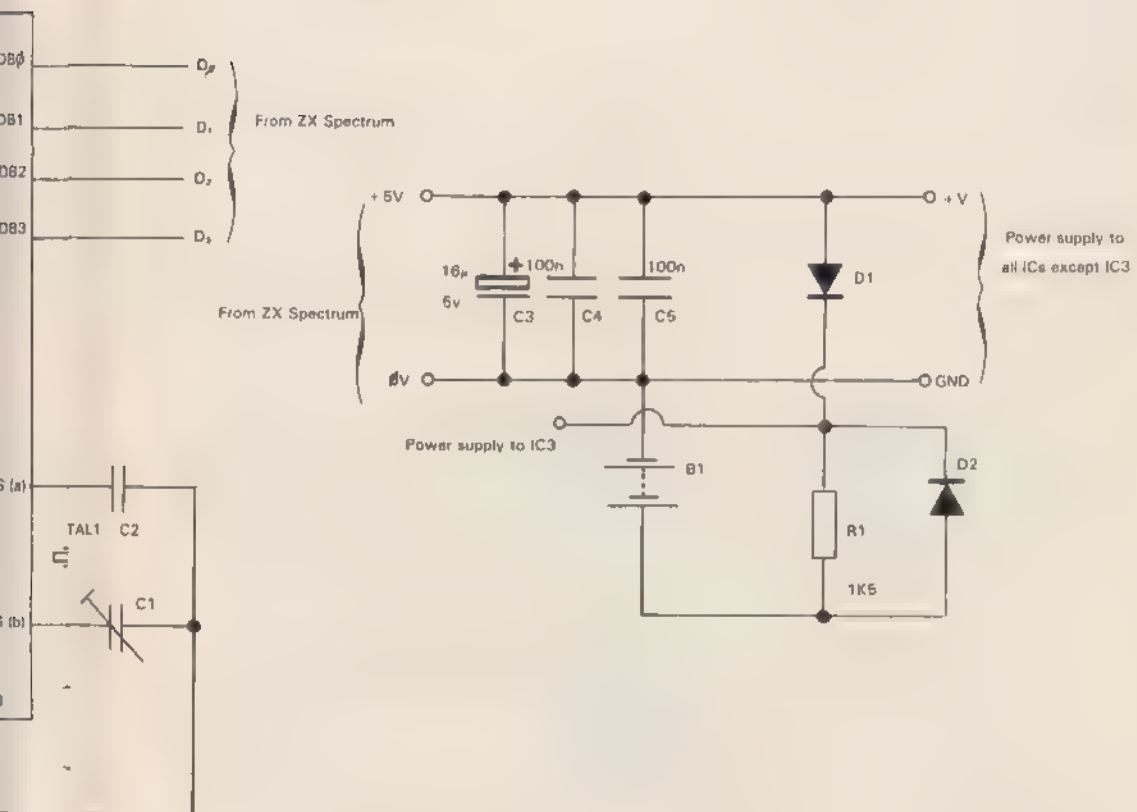 DBø
Dø
From ZX Spectrum
DB1
D₁
DB2
D₂
DB3
D₃
+5V
+V
Power supply to
all ICs except IC3
16µ
+
100n
100n
6v
C3
C4
C5
D1
From ZX Spectrum
øV
GND
Power supply to IC3
B1
D2
(a)
TAL1
C2
R1
C1
1K5
(b)